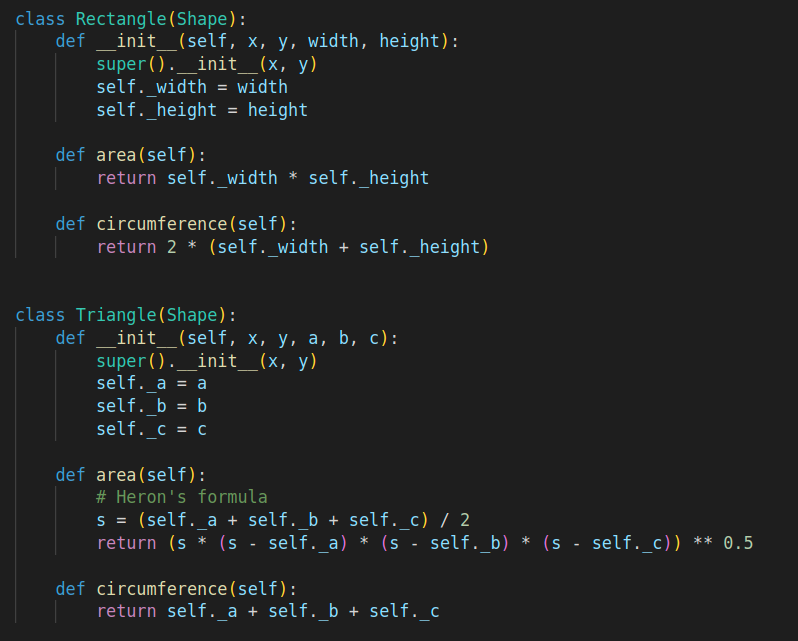 class Rectangle(Shape):
    def __init__(self, x, y, width, height):
        super().__init__(x, y)
        self._width = width
        self._height = height

    def area(self):
        return self._width * self._height

    def circumference(self):
        return 2 * (self._width + self._height)


class Triangle(Shape):
    def __init__(self, x, y, a, b, c):
        super().__init__(x, y)
        self._a = a
        self._b = b
        self._c = c

    def area(self):
        # Heron's formula
        s = (self._a + self._b + self._c) / 2
        return (s * (s - self._a) * (s - self._b) * (s - self._c)) ** 0.5

    def circumference(self):
        return self._a + self._b + self._c